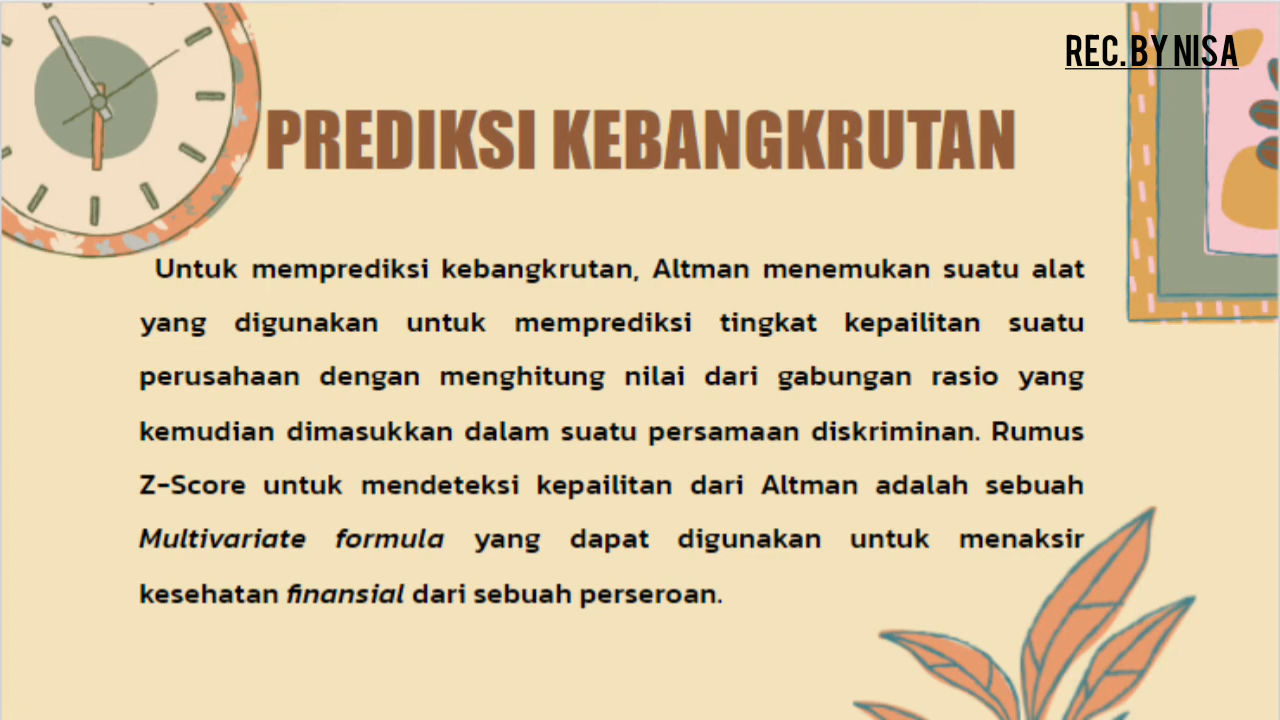 REC. BY NISA
PREDIKSI KEBANGKRUTAN
Untuk memprediksi kebangkrutan, Altman menemukan suatu alat
yang digunakan untuk memprediksi tingkat kepailitan suatu
perusahaan dengan menghitung nilai dari gabungan rasio yang
kemudian dimasukkan dalam suatu persamaan diskriminan. Rumus
Z-Score untuk mendeteksi kepailitan dari Altman adalah sebuah
Multivariate formula yang dapat digunakan untuk menaksir
kesehatan finansial dari sebuah perseroan.